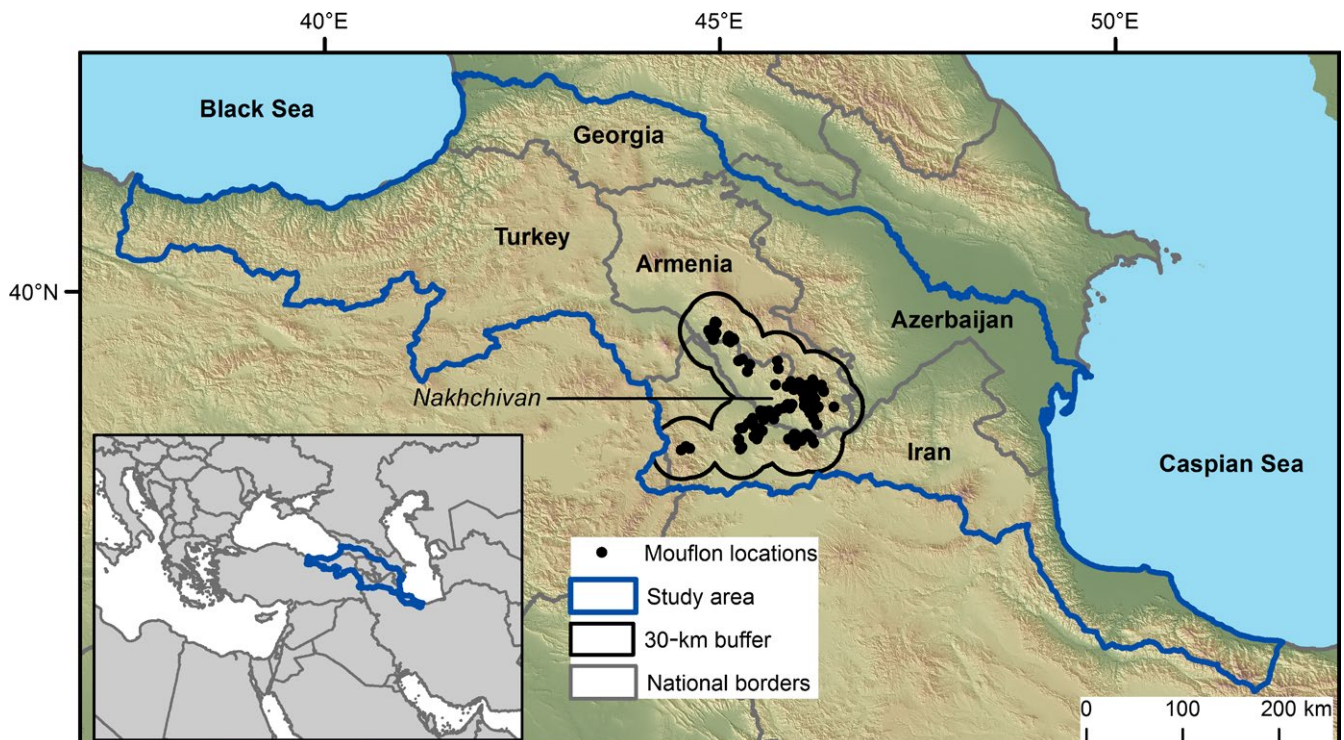 40°E
45°E
50°E
Black Sea
Georgia
Turkey
Armenia
40°N
Azerbaijan
Nakhchivan
Iran
Caspian Sea
Mouflon locations
Study area
30-km buffer
National borders
0 100 200 km